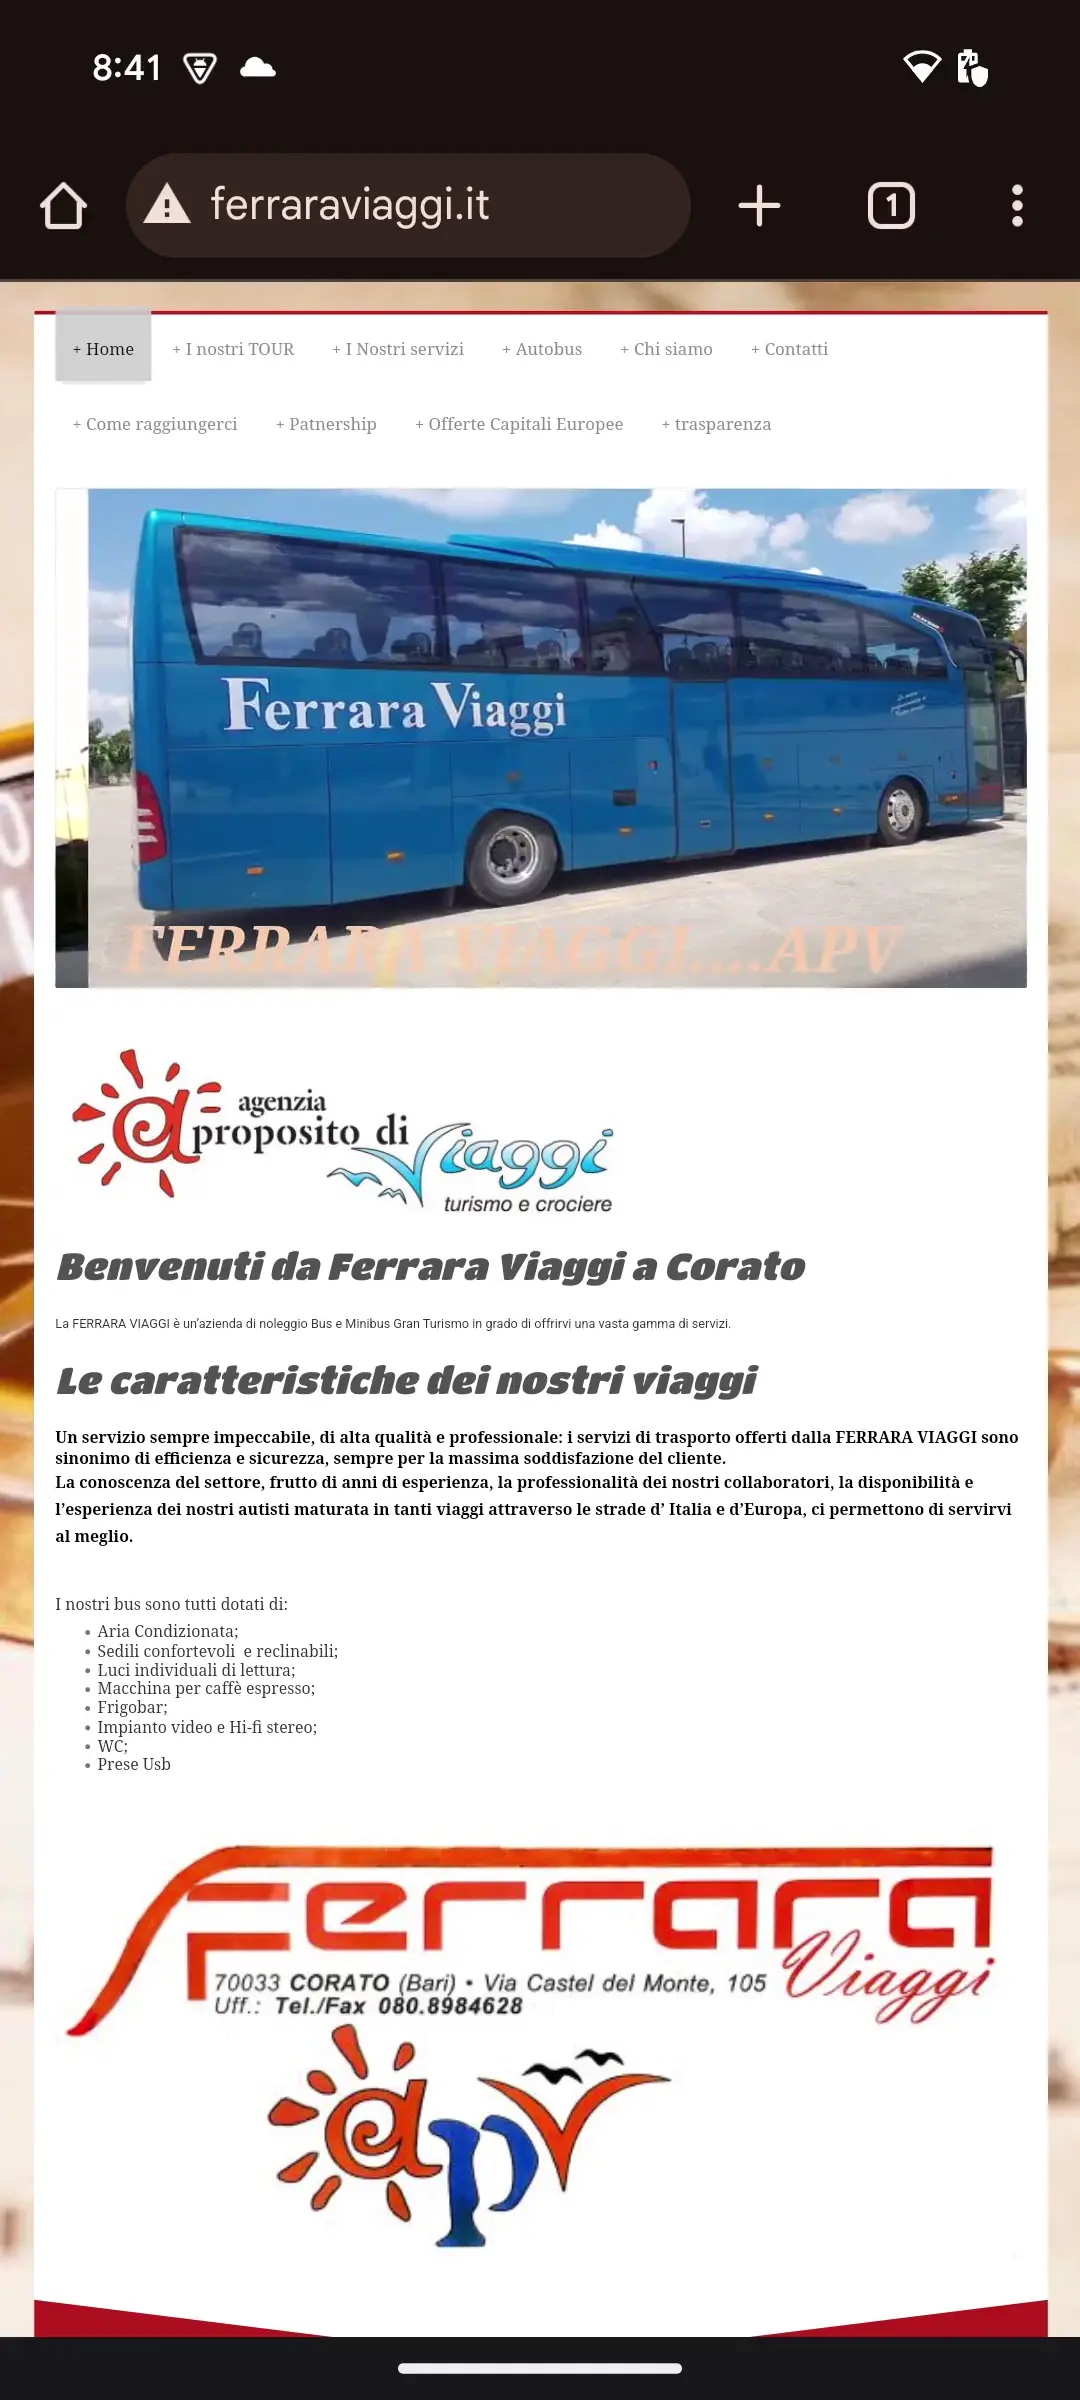 8:41
ferraraviaggi.it
1
+ Home
+ I nostri TOUR
+ I Nostri servizi
+ Autobus
+ Chi siamo
+ Contatti
+ Come raggiungerci
+ Patnership
+ Offerte Capitali Europee
+ trasparenza
Ferrara Viaggi
FERRARA VIAGGI....APV
agenzia
a proposito di
Viaggi
turismo e crociere
Benvenuti da Ferrara Viaggi a Corato
La FERRARA VIAGGI è un’azienda di noleggio Bus e Minibus Gran Turismo in grado di offrirvi una vasta gamma di servizi.
Le caratteristiche dei nostri viaggi
Un servizio sempre impeccabile, di alta qualità e professionale: i servizi di trasporto offerti dalla FERRARA VIAGGI sono
sinonimo di efficienza e sicurezza, sempre per la massima soddisfazione del cliente.
La conoscenza del settore, frutto di anni di esperienza, la professionalità dei nostri collaboratori, la disponibilità e
l’esperienza dei nostri autisti maturata in tanti viaggi attraverso le strade d’ Italia e d’Europa, ci permettono di servirvi
al meglio.
I nostri bus sono tutti dotati di:
• Aria Condizionata;
• Sedili confortevoli  e reclinabili;
• Luci individuali di lettura;
• Macchina per caffè espresso;
• Frigobar;
• Impianto video e Hi-fi stereo;
• WC;
• Prese Usb
Ferrara
Viaggi
70033 CORATO (Bari) • Via Castel del Monte, 105
Uff.: Tel./Fax 080.8984628
apv